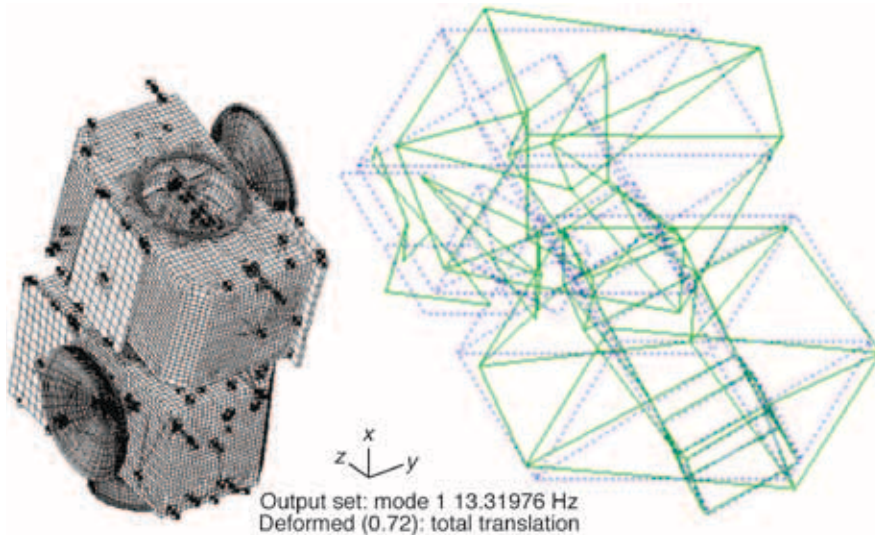 x
z
y
Output set: mode 1 13.31976 Hz
Deformed (0.72): total translation